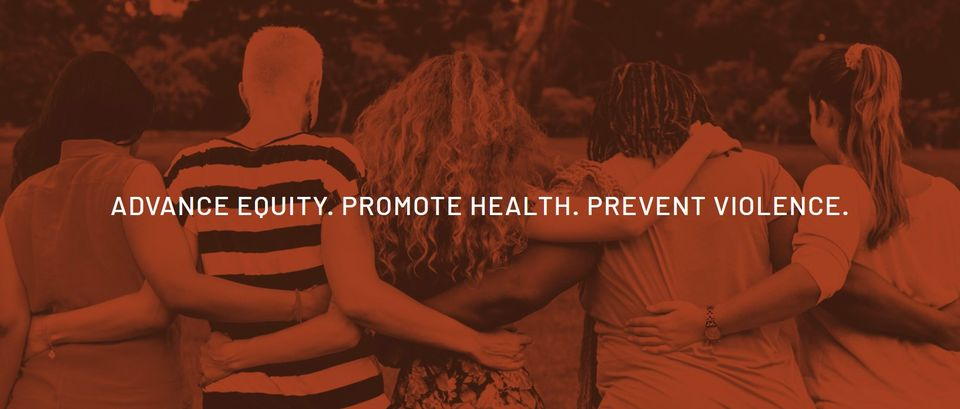 ADVANCE EQUITY. PROMOTE HEALTH. PREVENT VIOLENCE.